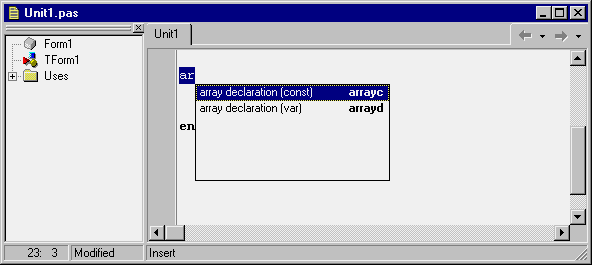 Unit1.pas
Form1
TForm1
Uses
Unit1
ar
array declaration (const) arrayc
array declaration (var) arrayd
en
23: 3 Modified Insert